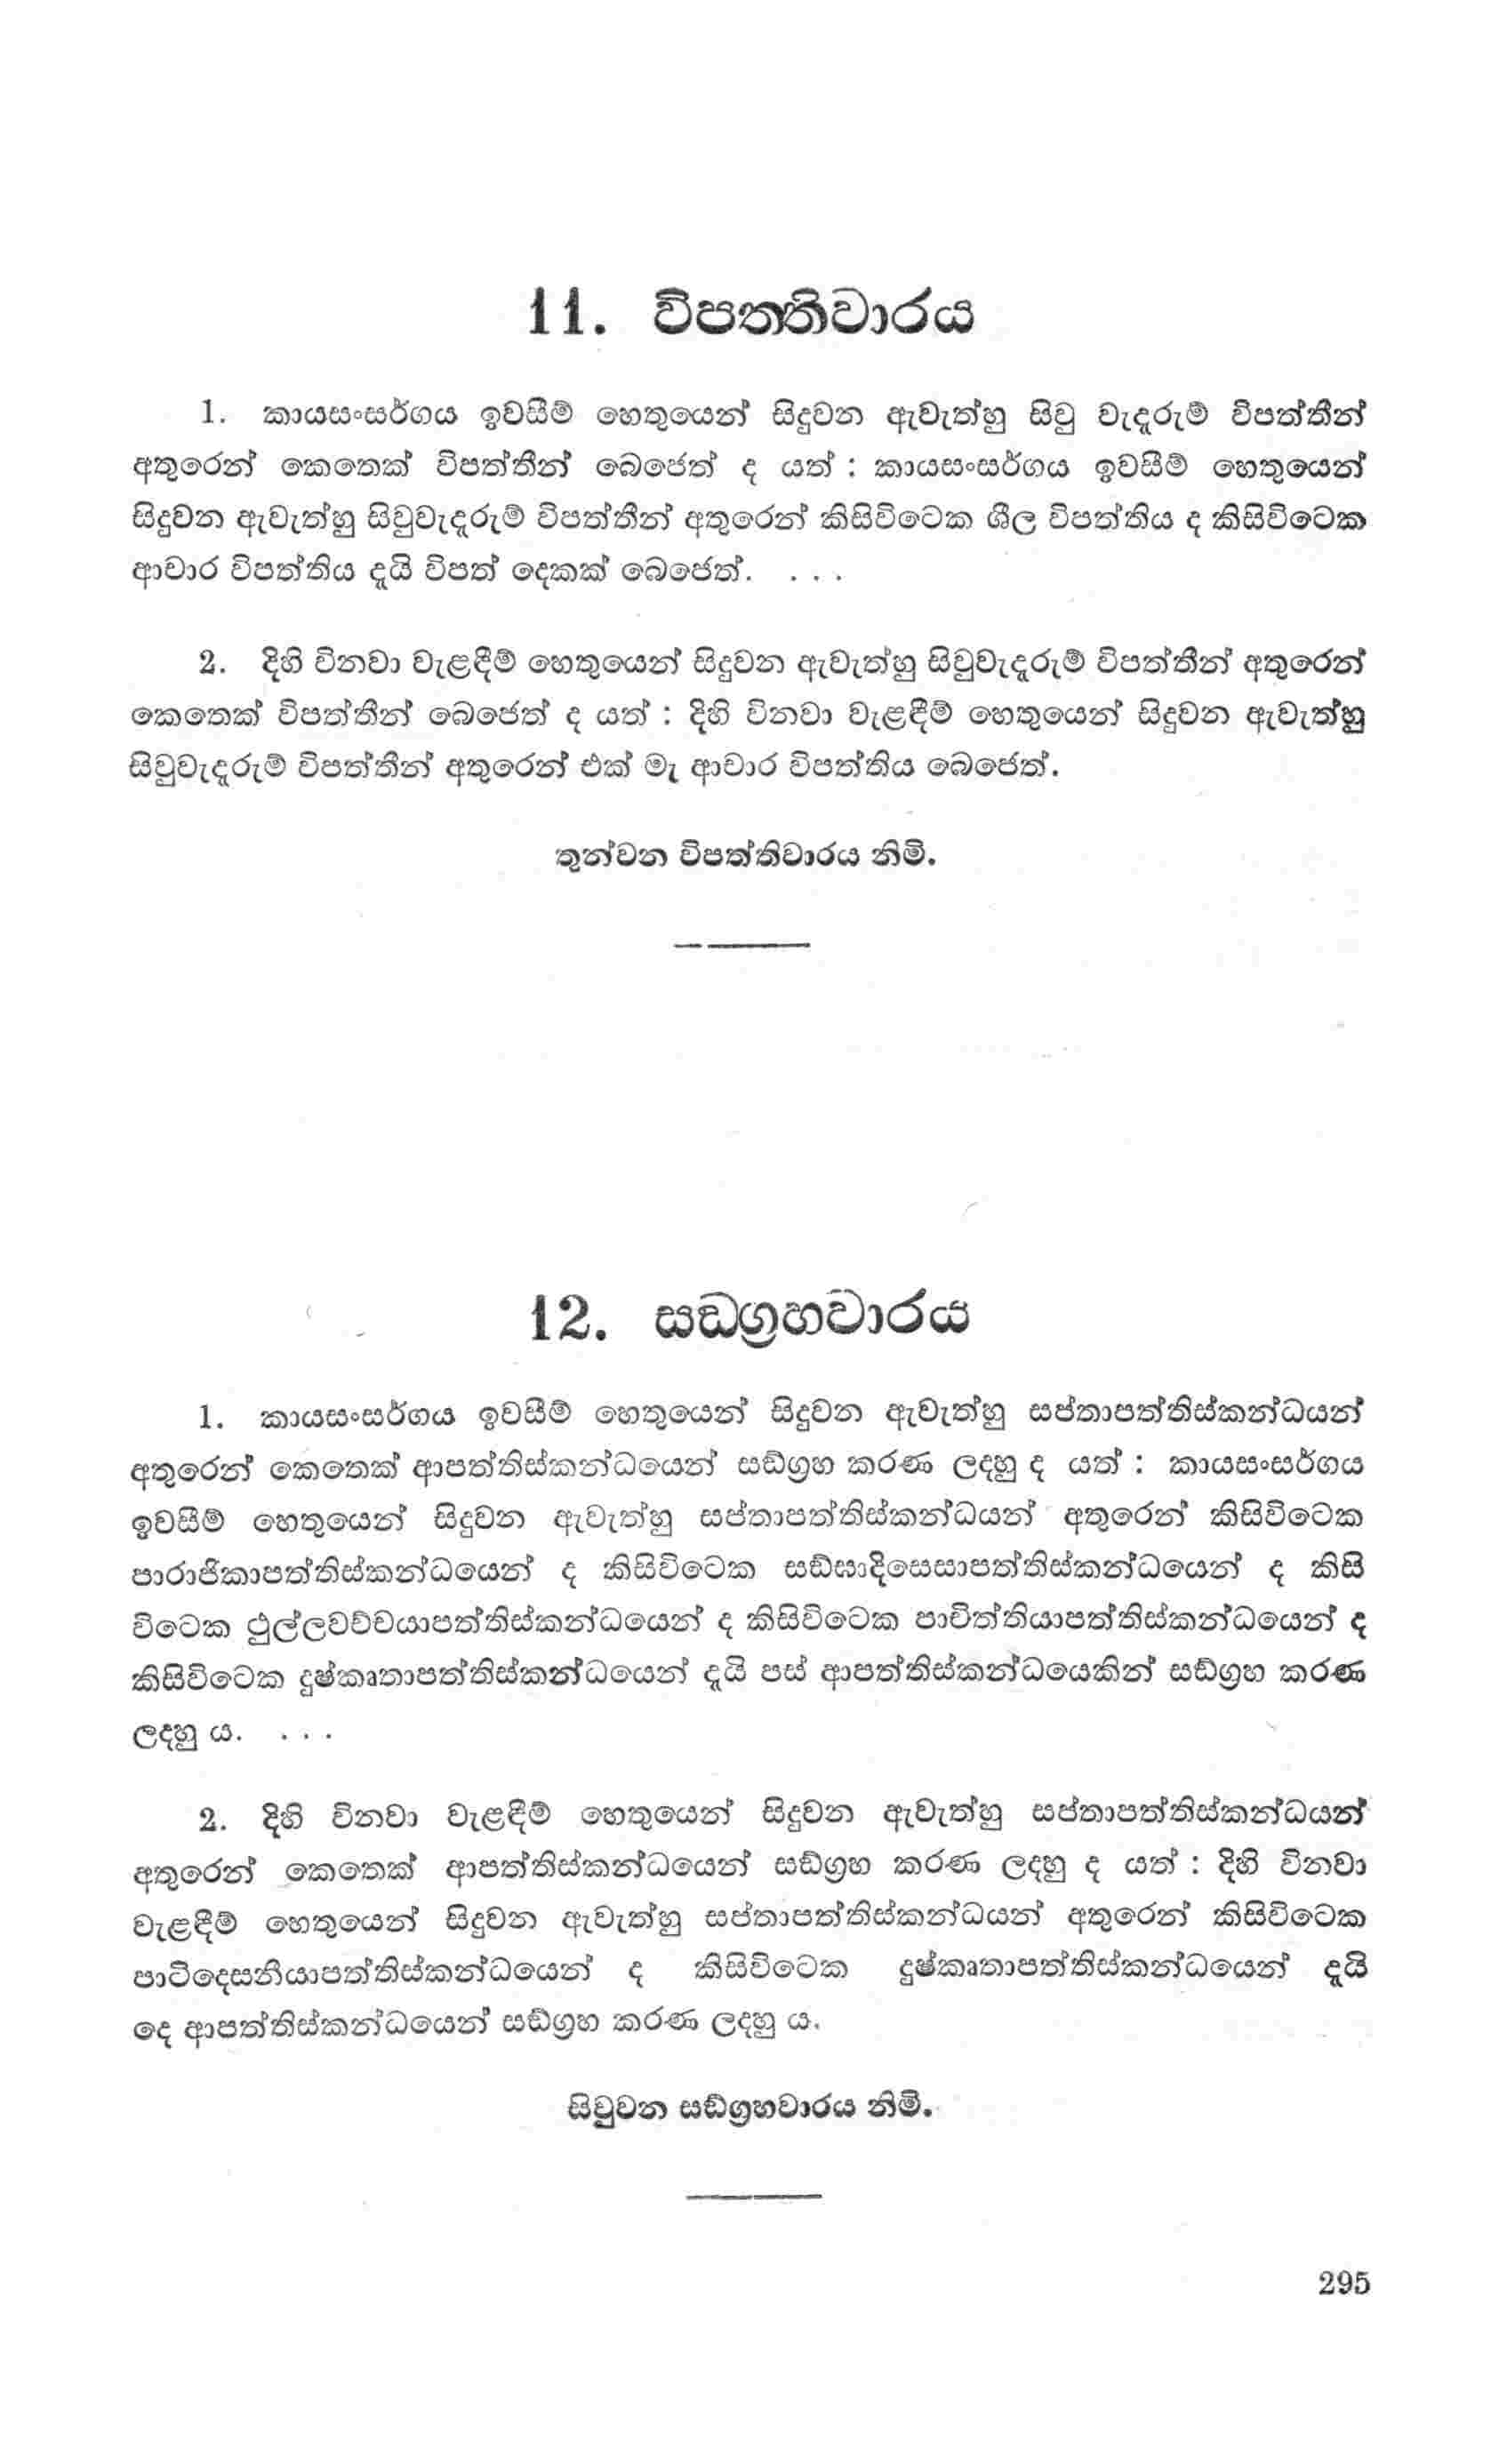 11. විපත්තිවාරය
1. කායසංසර්ගය ඉවසීම් හෙතුයෙන් සිදුවන ඇවැත්හු සිවු වැදෑරුම් විපත්තීන්
අතුරෙන් කෙතෙක් විපත්තීන් බෙජෙත් ද යත් : කායසංසර්ගය ඉවසීම් හෙතුයෙන්
සිදුවන ඇවැත්හු සිවුවැදෑරුම් විපත්තීන් අතුරෙන් කිසිවිටෙක ශීල විපත්තිය ද කිසිවිටෙක
ආචාර විපත්තිය දැයි විපත් දෙකක් බෙජෙත්. . . .
2. දිහි විනවා වැළඳීම් හෙතුයෙන් සිදුවන ඇවැත්හු සිවුවැදෑරුම් විපත්තීන් අතුරෙන්
කෙතෙක් විපත්තීන් බෙජෙත් ද යත් : දිහි විනවා වැළඳීම් හෙතුයෙන් සිදුවන ඇවැත්හු
සිවුවැදෑරුම් විපත්තීන් අතුරෙන් එක් මැ ආචාර විපත්තිය බෙජෙත්.
තුන්වන විපත්තිවාරය නිමි.
12. සඞග්‍රහවාරය
1. කායසංසර්ගය ඉවසීම් හෙතුයෙන් සිදුවන ඇවැත්හු සප්තාපත්තිස්කන්ධයන්
අතුරෙන් කෙතෙක් ආපත්තිස්කන්ධයෙන් සඞ්ග්‍රහ කරණ ලදහු ද යත් : කායසංසර්ගය
ඉවසීම් හෙතුයෙන් සිදුවන ඇවැත්හු සප්තාපත්තිස්කන්ධයන් අතුරෙන් කිසිවිටෙක
පාරාජිකාපත්තිස්කන්ධයෙන් ද කිසිවිටෙක සඞ්ඝාදිසෙසාපත්තිස්කන්ධයෙන් ද කිසි
විටෙක ථුල්ලච්චයාපත්තිස්කන්ධයෙන් ද කිසිවිටෙක පාචිත්තියාපත්තිස්කන්ධයෙන් ද
කිසිවිටෙක දුෂ්කෘතාපත්තිස්කන්ධයෙන් දැයි පස් ආපත්තිස්කන්ධයෙකින් සඞ්ග්‍රහ කරණ
ලදහු ය. . . .
2. දිහි විනවා වැළඳීම් හෙතුයෙන් සිදුවන ඇවැත්හු සප්තාපත්තිස්කන්ධයන්
අතුරෙන් කෙතෙක් ආපත්තිස්කන්ධයෙන් සඞ්ග්‍රහ කරණ ලදහු ද යත් : දිහි විනවා
වැළඳීම් හෙතුයෙන් සිදුවන ඇවැත්හු සප්තාපත්තිස්කන්ධයන් අතුරෙන් කිසිවිටෙක
පාටිදෙසනීයාපත්තිස්කන්ධයෙන් ද කිසිවිටෙක දුෂ්කෘතාපත්තිස්කන්ධයෙන් දැයි
දෙ ආපත්තිස්කන්ධයෙන් සඞ්ග්‍රහ කරණ ලදහු ය.
සිවුවන සඞ්ග්‍රහවාරය නිමි.
295